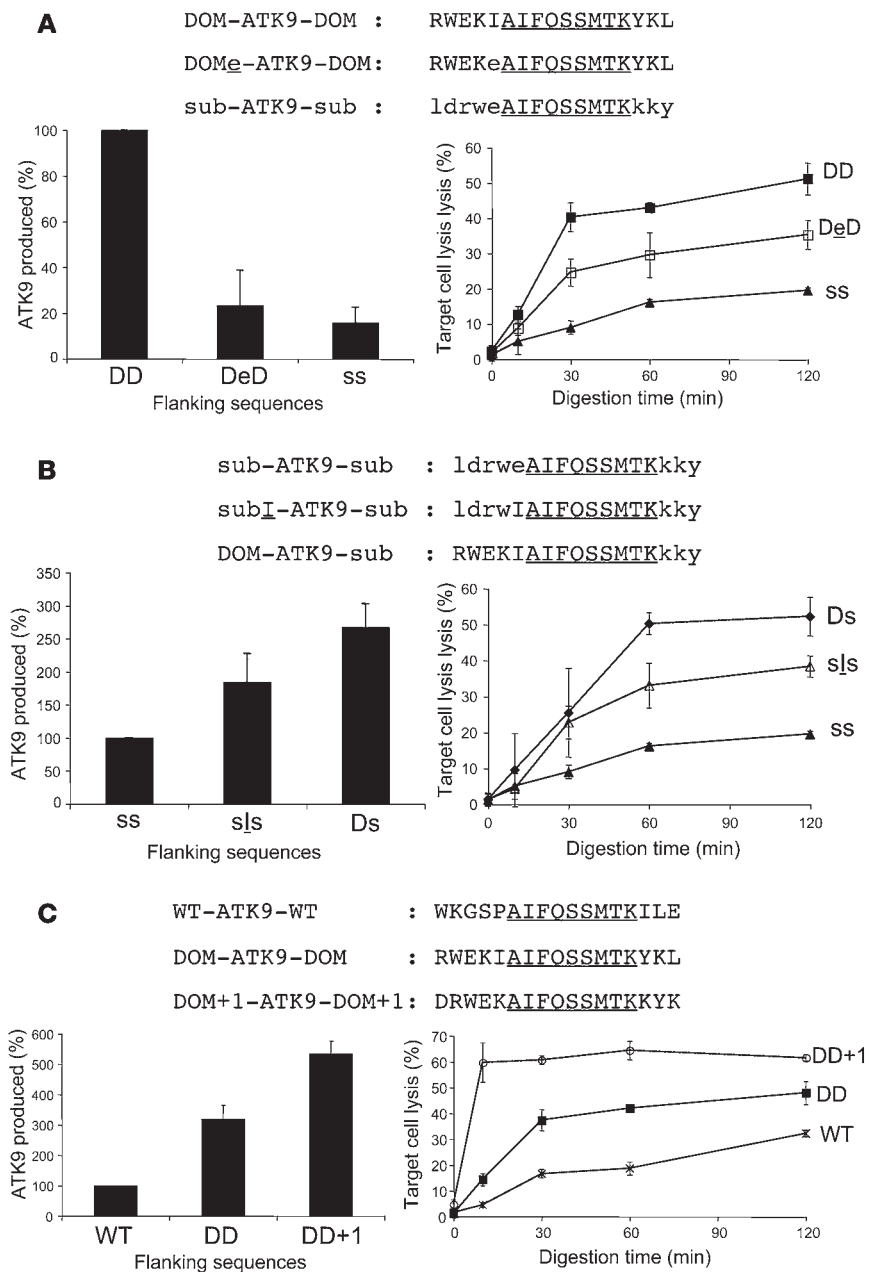 A
DOM-ATK9-DOM : RWEKIAIFQSSMTKYKL
DOMe-ATK9-DOM: RWEKeAIFQSSMTKYKL
sub-ATK9-sub : ldrweAIFQSSMTKkky
ATK9 produced (%)
100
80
60
40
20
0
DD DeD ss
Flanking sequences
Target cell lysis (%)
60
50
40
30
20
10
0
0 30 60 90 120
Digestion time (min)
DD
DeD
ss
B
sub-ATK9-sub : ldrweAIFQSSMTKkky
subI-ATK9-sub : ldrwIAIFQSSMTKkky
DOM-ATK9-sub : RWEKIAIFQSSMTKkky
ATK9 produced (%)
350
300
250
200
150
100
50
0
ss sIs Ds
Flanking sequences
Target cell lysis lysis (%)
60
50
40
30
20
10
0
0 30 60 90 120
Digestion time (min)
Ds
sIs
ss
C
WT-ATK9-WT : WKGSPAIFQSSMTKILE
DOM-ATK9-DOM : RWEKIAIFQSSMTKYKL
DOM+1-ATK9-DOM+1: DRWEKAIFQSSMTKKYK
ATK9 produced (%)
600
500
400
300
200
100
0
WT DD DD+1
Flanking sequences
Target cell lysis (%)
70
60
50
40
30
20
10
0
0 30 60 90 120
Digestion time (min)
DD+1
DD
WT